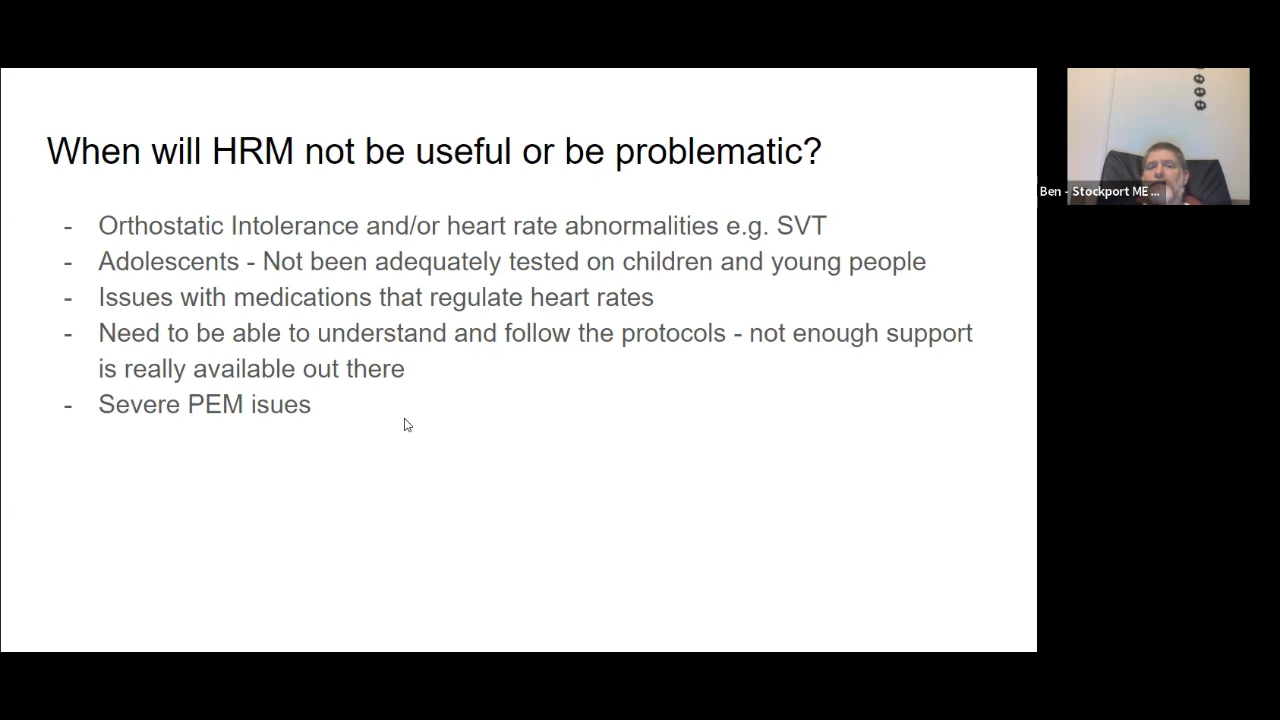 When will HRM not be useful or be problematic?
- Orthostatic Intolerance and/or heart rate abnormalities e.g. SVT
- Adolescents - Not been adequately tested on children and young people
- Issues with medications that regulate heart rates
- Need to be able to understand and follow the protocols - not enough support
is really available out there
- Severe PEM isues
Ben - Stockport ME ...